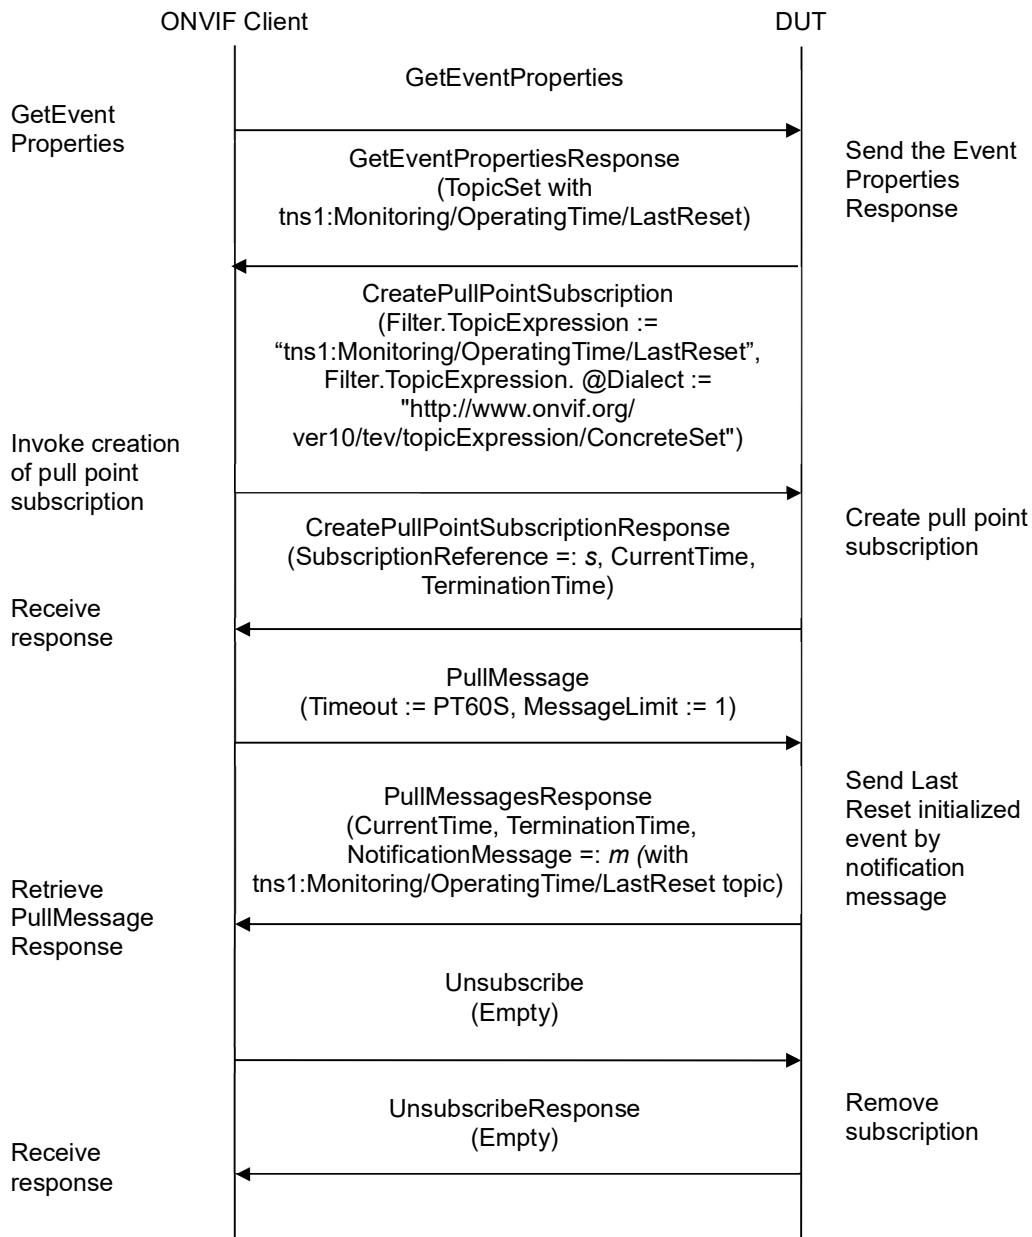 ONVIF Client
DUT
GetEventProperties
GetEvent
Properties
GetEventPropertiesResponse
(TopicSet with
tns1:Monitoring/OperatingTime/LastReset)
Send the Event
Properties
Response
CreatePullPointSubscription
(Filter.TopicExpression :=
“tns1:Monitoring/OperatingTime/LastReset”,
Filter.TopicExpression. @Dialect :=
"http://www.onvif.org/
ver10/tev/topicExpression/ConcreteSet")
Invoke creation
of pull point
subscription
CreatePullPointSubscriptionResponse
(SubscriptionReference =: s, CurrentTime,
TerminationTime)
Create pull point
subscription
Receive
response
PullMessage
(Timeout := PT60S, MessageLimit := 1)
PullMessagesResponse
(CurrentTime, TerminationTime,
NotificationMessage =: m (with
tns1:Monitoring/OperatingTime/LastReset topic)
Send Last
Reset initialized
event by
notification
message
Retrieve
PullMessage
Response
Unsubscribe
(Empty)
UnsubscribeResponse
(Empty)
Remove
subscription
Receive
response